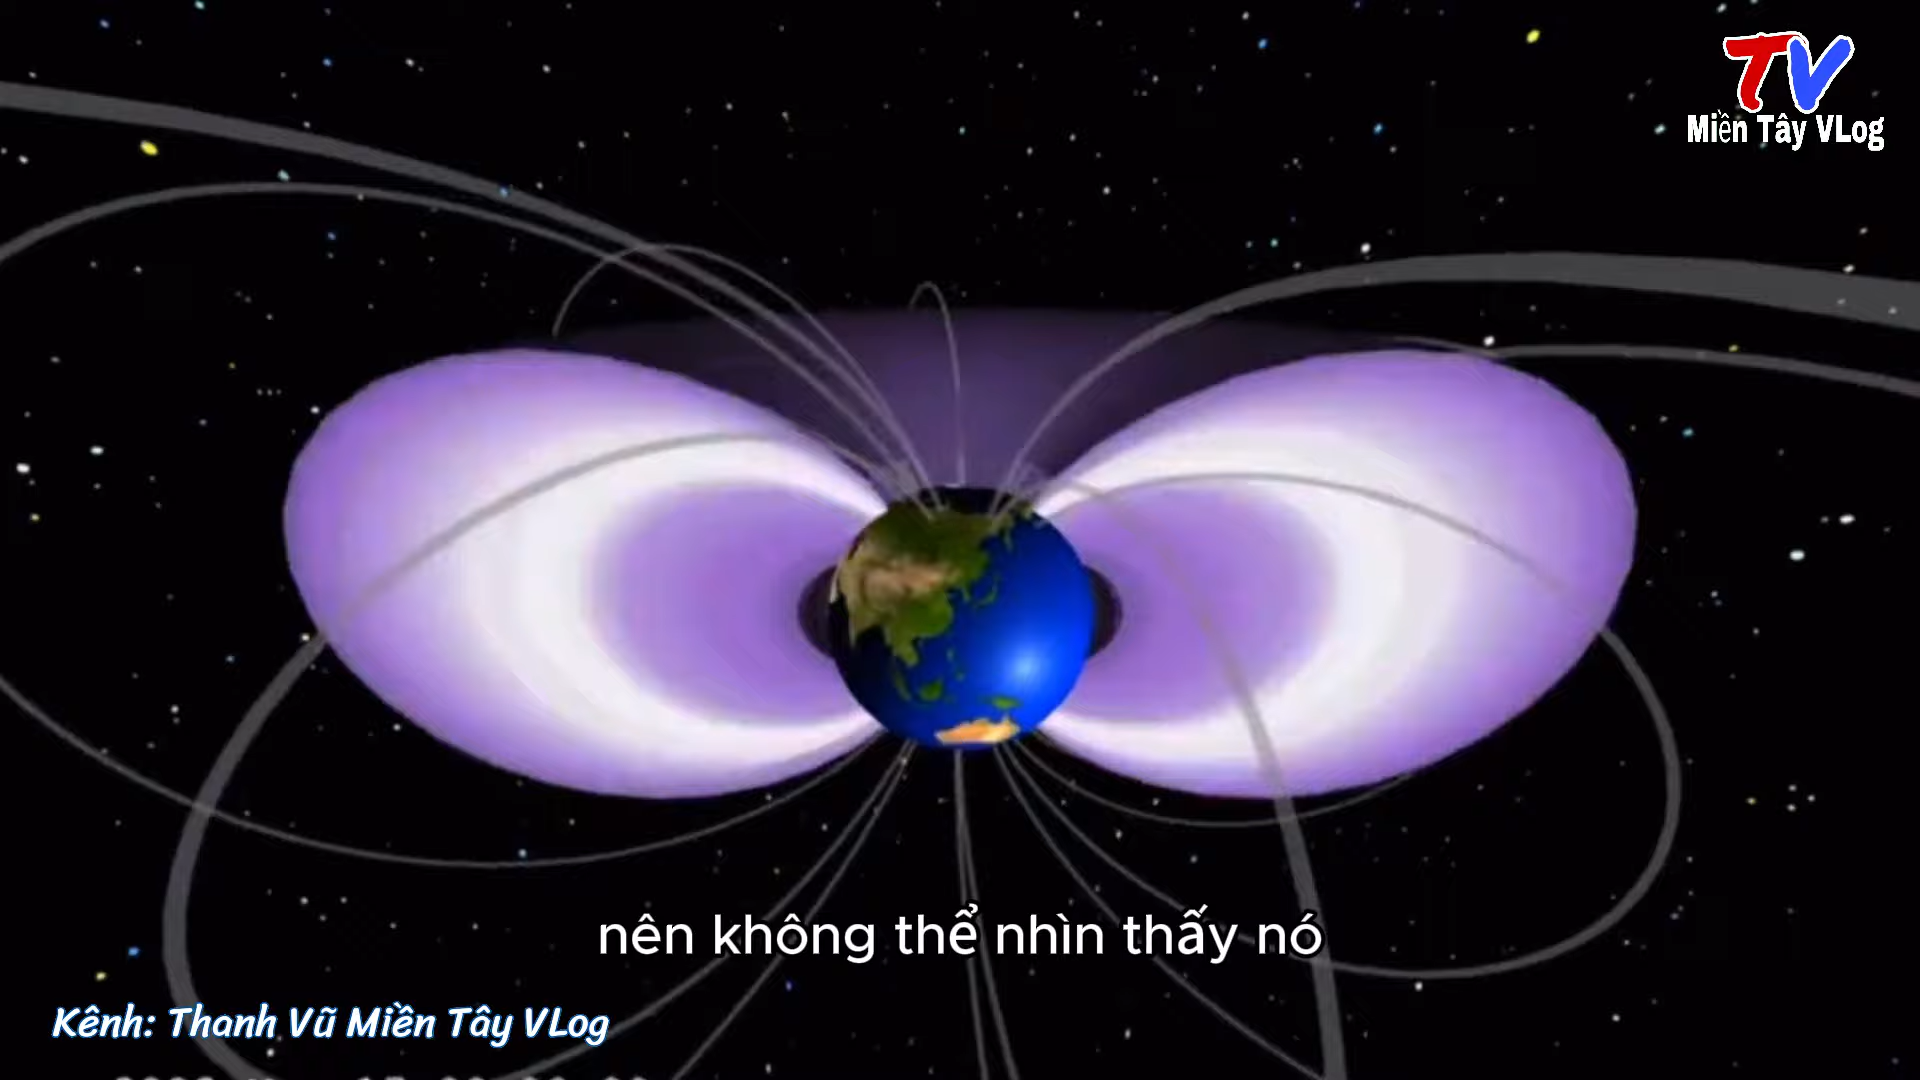 TV
Miền Tây VLog
nên không thể nhìn thấy nó
Kênh: Thanh Vũ Miền Tây VLog